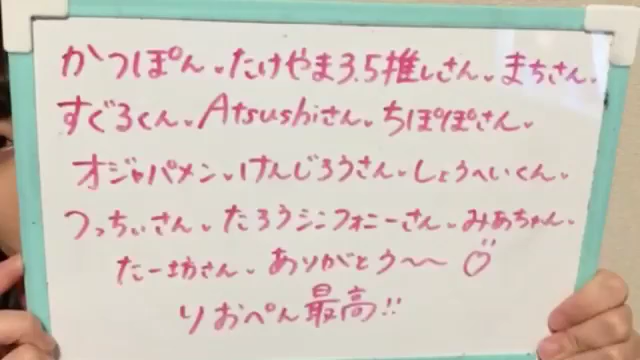 かつぽん、たけやま3.5推しさん、まちさん、
すぐるくん、Atsushiさん、ちぽぽさん、
オジャパメン、けんじろうさん、しょうへいくん、
つっちぃさん、たろうシンフォニーさん、みあちゃん、
たー坊さん、ありがとう〜〜
りおぺん最高!!